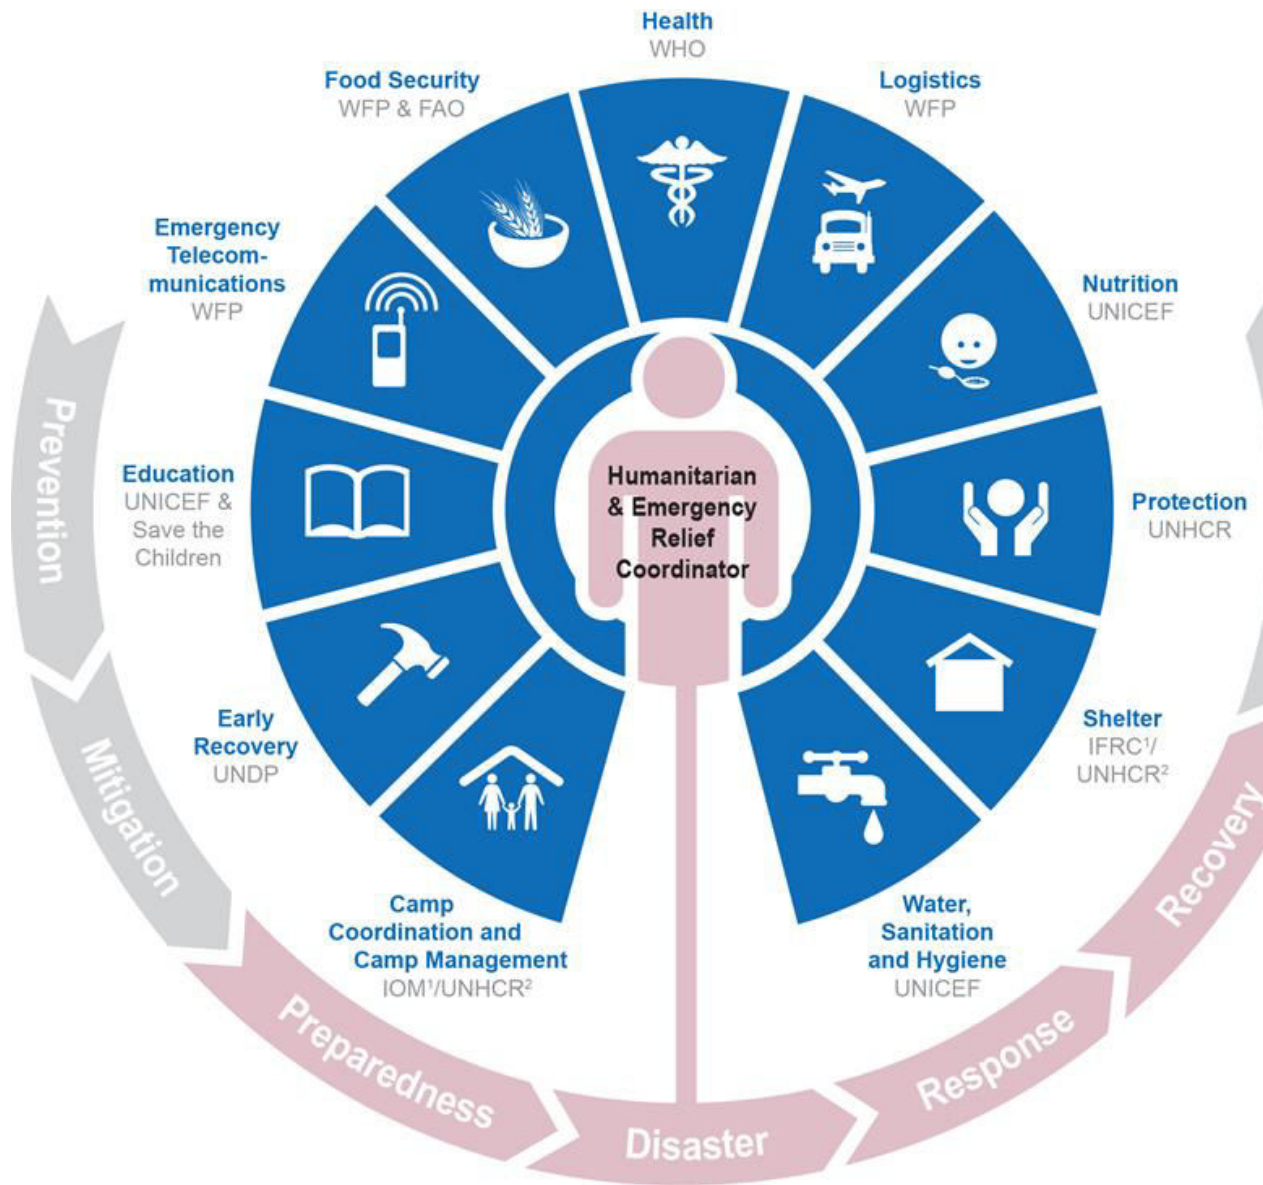 Health
WHO
Food Security
WFP & FAO
Logistics
WFP
Emergency
Telecom-
munications
WFP
Nutrition
UNICEF
Education
UNICEF &
Save the
Children
Humanitarian
& Emergency
Relief
Coordinator
Protection
UNHCR
Early
Recovery
UNDP
Shelter
IFRC¹/
UNHCR²
Camp
Coordination and
Camp Management
IOM¹/UNHCR²
Water,
Sanitation
and Hygiene
UNICEF
Prevention
Mitigation
Preparedness
Disaster
Response
Recovery